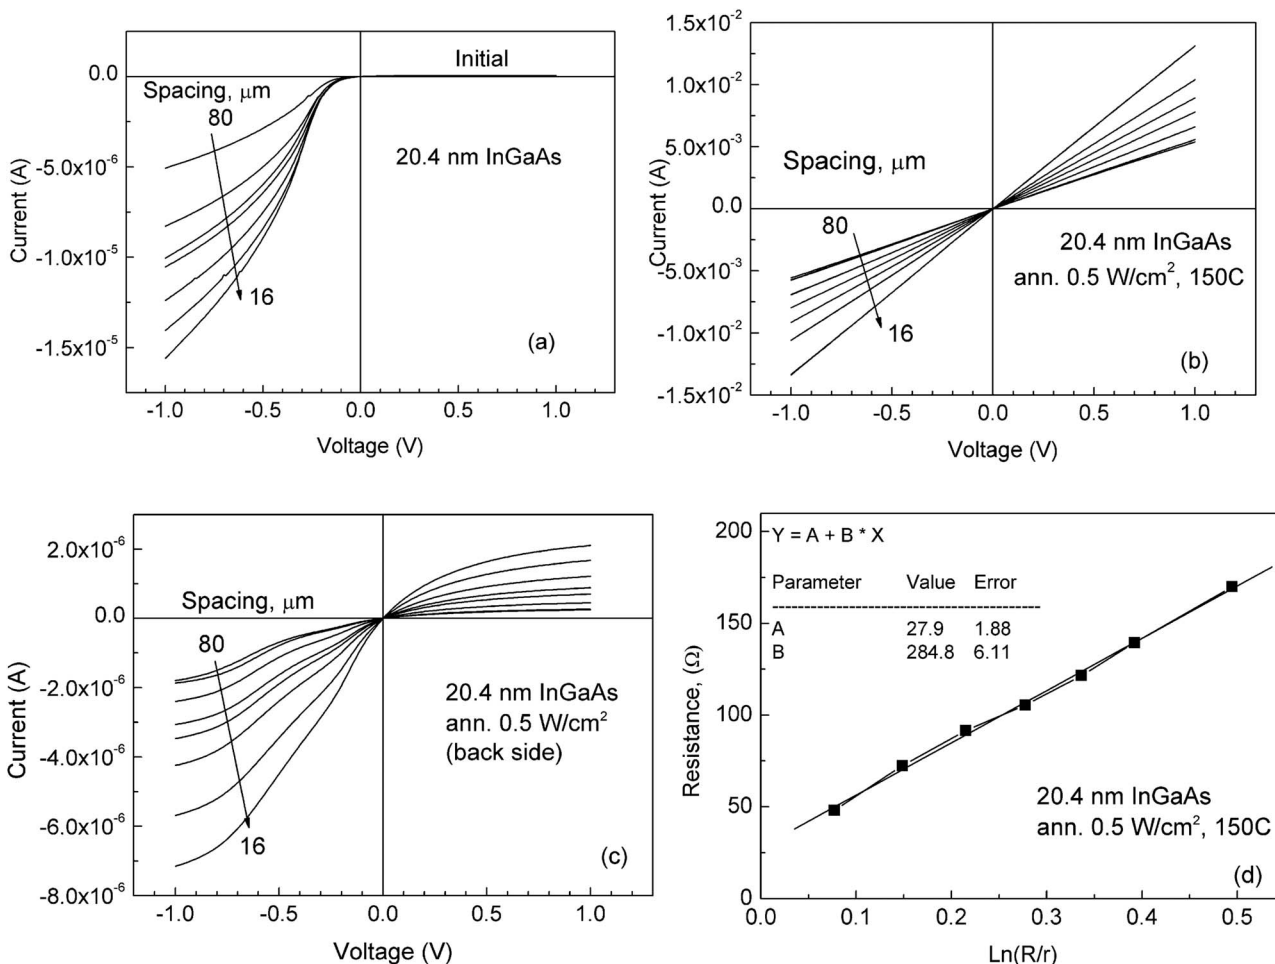 Initial
0.0
Spacing, μm
80
20.4 nm InGaAs
-5.0x10⁻⁶
-1.0x10⁻⁵
16
-1.5x10⁻⁵
(a)
Current (A)
-1.0 -0.5 0.0 0.5 1.0
Voltage (V)
1.5x10⁻²
1.0x10⁻²
5.0x10⁻³
Spacing, μm
0.0
80
20.4 nm InGaAs
ann. 0.5 W/cm², 150C
-5.0x10⁻³
16
-1.0x10⁻²
(b)
-1.5x10⁻²
Current (A)
-1.0 -0.5 0.0 0.5 1.0
Voltage (V)
2.0x10⁻⁶
Spacing, μm
0.0
80
-2.0x10⁻⁶
20.4 nm InGaAs
ann. 0.5 W/cm²
(back side)
-4.0x10⁻⁶
-6.0x10⁻⁶
16
(c)
-8.0x10⁻⁶
Current (A)
-1.0 -0.5 0.0 0.5 1.0
Voltage (V)
200
Y = A + B * X
Parameter Value Error
----------------------------------------
A 27.9 1.88
B 284.8 6.11
150
100
50
20.4 nm InGaAs
ann. 0.5 W/cm², 150C
(d)
0
Resistance, (Ω)
0.0 0.1 0.2 0.3 0.4 0.5
Ln(R/r)